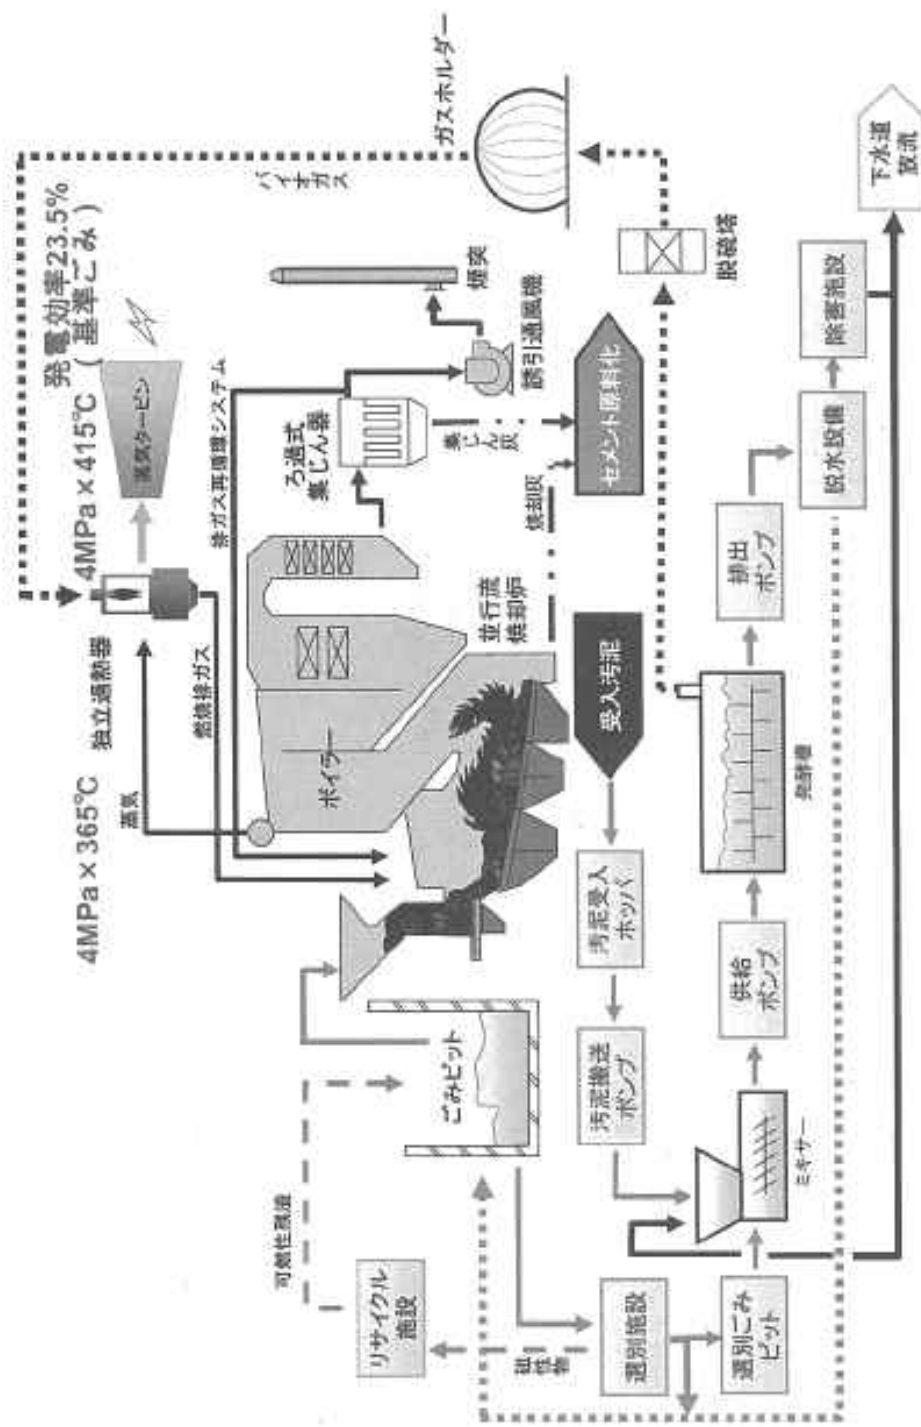 発電効率23.5%
4MPa×415℃（基準ごみ）
4MPa×365℃
独立過熱器
蒸気
蒸気タービン
燃焼排ガス
排ガス再循環システム
バイオ
ガス
ガスホルダー
煙突
誘引通風機
ろ過式
集じん器
集じん
灰
ボイラー
並行流
焼却炉
焼却灰
セメント原料化
脱硫塔
可燃性残渣
リサイクル
施設
ごみピット
磁性
物
選別施設
選別ごみ
ピット
受入汚泥
汚泥受入
ホッパ
汚泥搬送
ポンプ
ミキサー
供給
ポンプ
発酵槽
排出
ポンプ
脱水設備
除害施設
下水道
放流